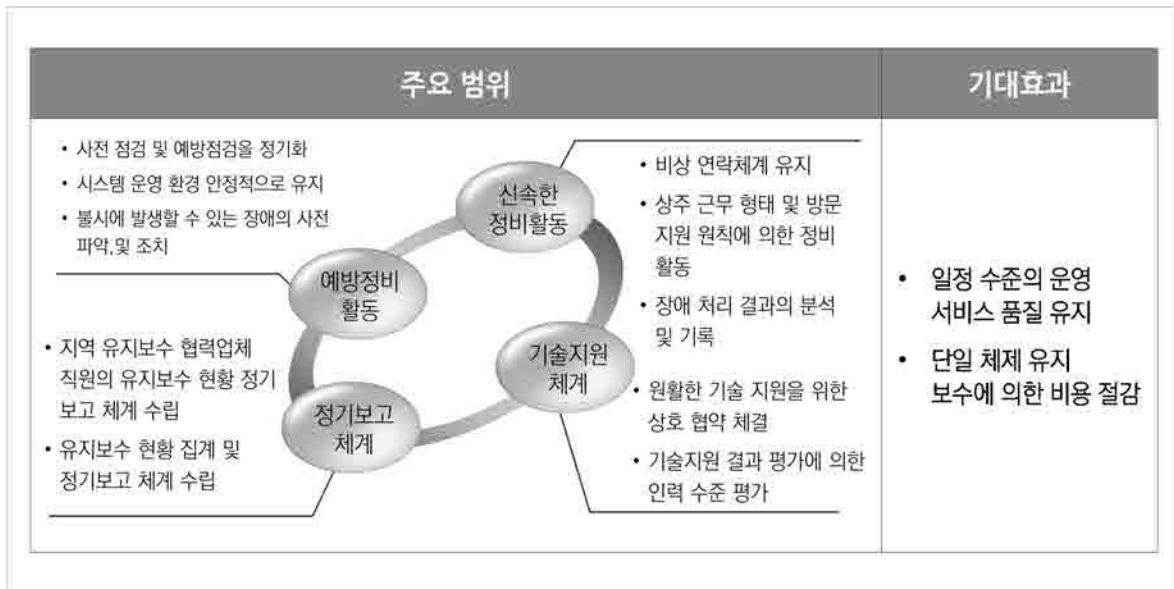 주요 범위
기대효과
• 사전 점검 및 예방점검을 정기화
• 시스템 운영 환경 안정적으로 유지
• 불시에 발생할 수 있는 장애의 사전
파악,및 조치
예방정비
활동
신속한
정비활동
• 비상 연락체계 유지
• 상주 근무 형태 및 방문
지원 원칙에 의한 정비
활동
• 장애 처리 결과의 분석
및 기록
• 지역 유지보수 협력업체
직원의 유지보수 현황 정기
보고 체계 수립
• 유지보수 현황 집계 및
정기보고 체계 수립
정기보고
체계
기술지원
체계
• 원활한 기술 지원을 위한
상호 협약 체결
• 기술지원 결과 평가에 의한
인력 수준 평가
• 일정 수준의 운영
서비스 품질 유지
• 단일 체제 유지
보수에 의한 비용 절감